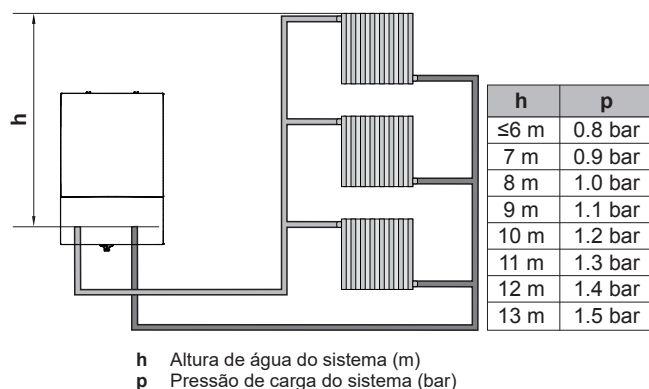 h
h p
≤6 m 0.8 bar
7 m 0.9 bar
8 m 1.0 bar
9 m 1.1 bar
10 m 1.2 bar
11 m 1.3 bar
12 m 1.4 bar
13 m 1.5 bar
h Altura de água do sistema (m)
p Pressão de carga do sistema (bar)